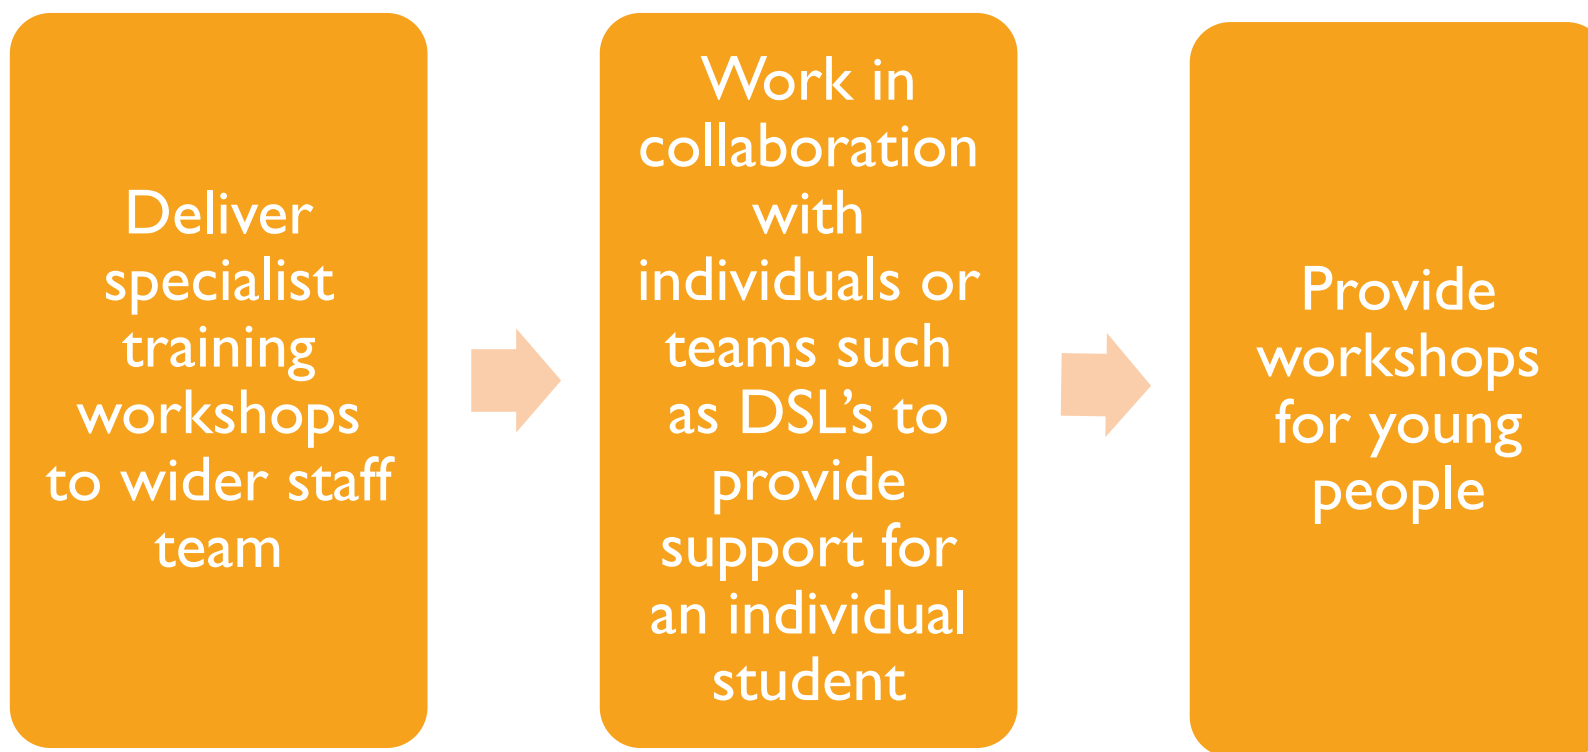 Deliver
specialist
training
workshops
to wider staff
team
Work in
collaboration
with
individuals or
teams such
as DSL’s to
provide
support for
an individual
student
Provide
workshops
for young
people